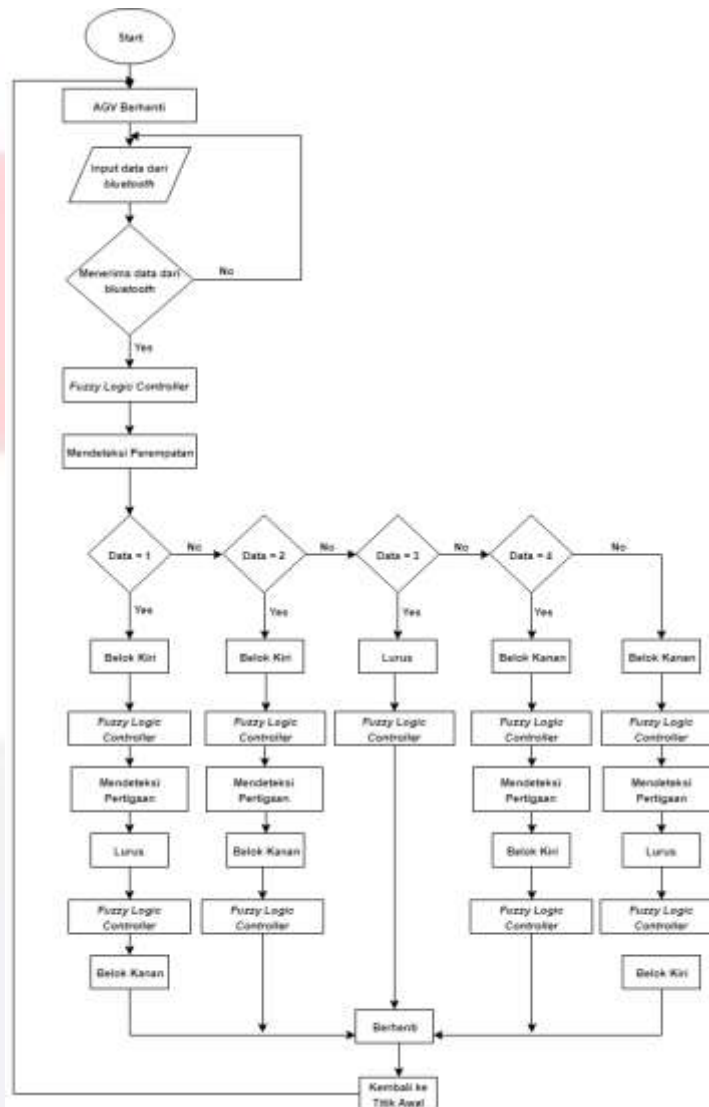 Start
AGV Berhenti
Input data dari
bluetooth
Menerima data dari
bluetooth
No
Yes
Fuzzy Logic Controller
Mendeteksi Perempatan
Data = 1
No
Data = 2
No
Data = 3
No
Data = 4
No
Yes
Yes
Yes
Yes
Belok Kiri
Belok Kiri
Lurus
Belok Kanan
Belok Kanan
Fuzzy Logic
Controller
Fuzzy Logic
Controller
Fuzzy Logic
Controller
Fuzzy Logic
Controller
Fuzzy Logic
Controller
Mendeteksi
Pertigaan
Mendeteksi
Pertigaan
Mendeteksi
Pertigaan
Mendeteksi
Pertigaan
Lurus
Belok Kanan
Belok Kiri
Lurus
Fuzzy Logic
Controller
Fuzzy Logic
Controller
Fuzzy Logic
Controller
Fuzzy Logic
Controller
Belok Kanan
Belok Kiri
Berhenti
Kembali ke
Titik Awal